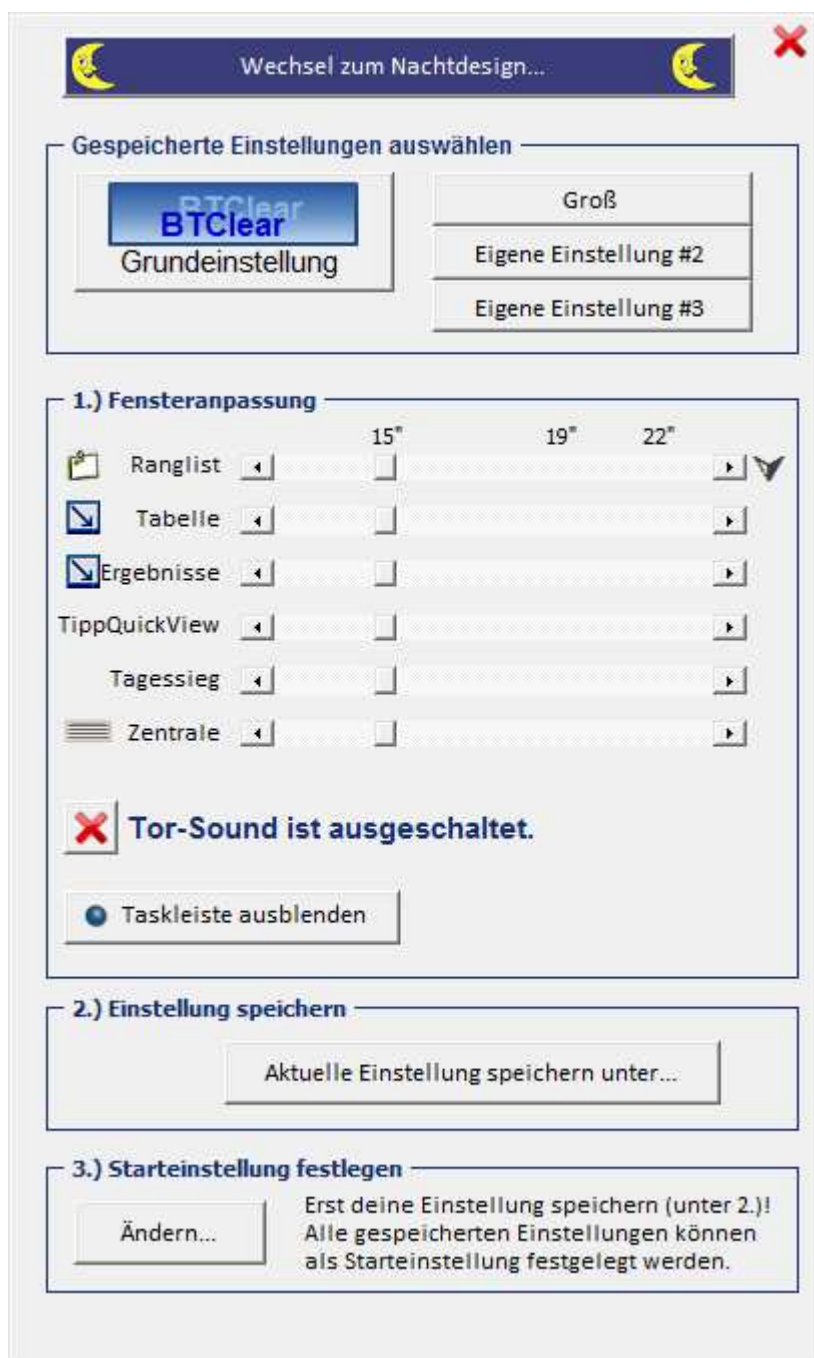 Wechsel zum Nachtdesign...
Gespeicherte Einstellungen auswählen
BTClear
BTClear
Grundeinstellung
Groß
Eigene Einstellung #2
Eigene Einstellung #3
1.) Fensteranpassung
15" 19" 22"
Ranglist
Tabelle
Ergebnisse
TippQuickView
Tagessieg
Zentrale
Tor-Sound ist ausgeschaltet.
Taskleiste ausblenden
2.) Einstellung speichern
Aktuelle Einstellung speichern unter...
3.) Starteinstellung festlegen
Ändern...
Erst deine Einstellung speichern (unter 2.)!
Alle gespeicherten Einstellungen können
als Starteinstellung festgelegt werden.